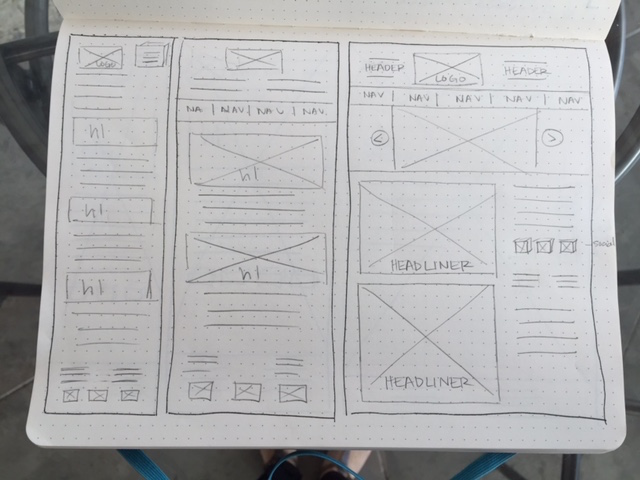 LOGO
h1
h1
h1
NA | NAV | NAV | NAV
h1
h1
HEADER LOGO HEADER
NAV | NAV | NAV | NAV | NAV
< >
HEADLINER
social
HEADLINER